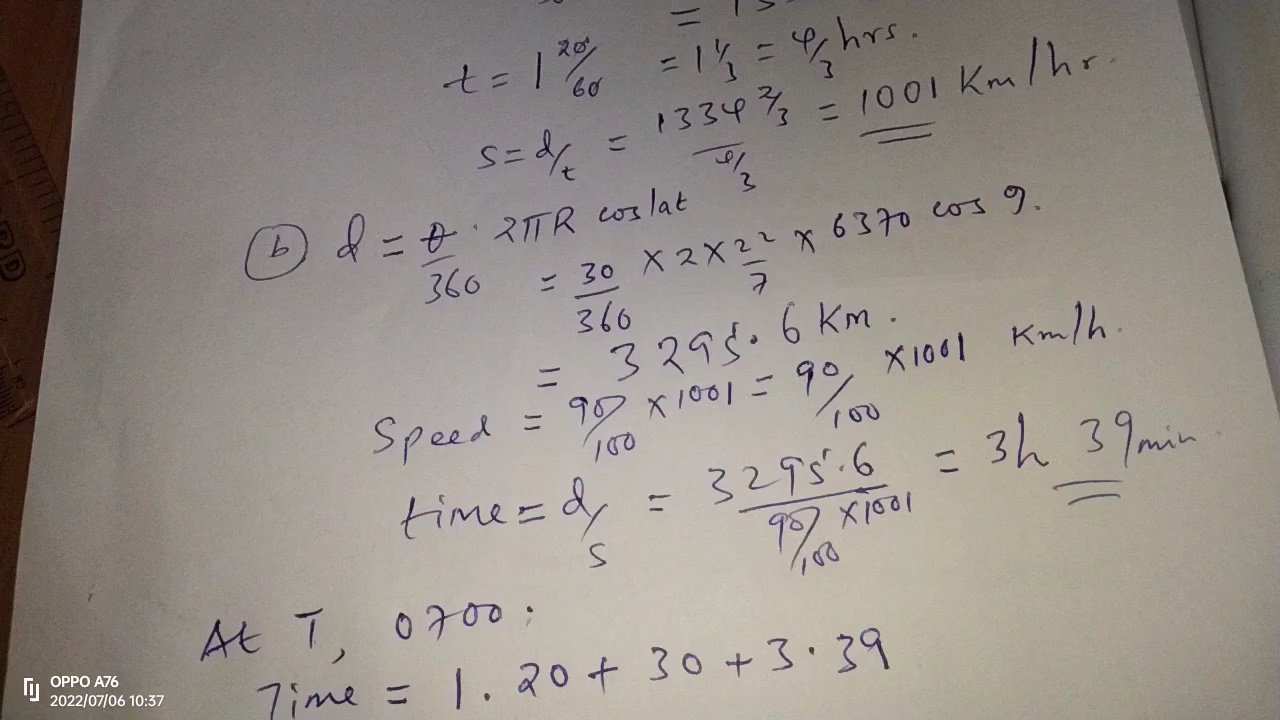 t = 1 20/60 = 1 1/3 = 4/3 hrs.
s = d/t = 1334 2/3 / 4/3 = 1001 Km/hr.
(b) d = θ/360 · 2πR cos lat
= 30/360 × 2 × 22/7 × 6370 cos 9.
= 3295.6 Km.
Speed = 90/100 × 1001 = 90/100 × 1001 Km/h.
time = d/s = 3295.6 / 90/100 × 1001 = 3h 39min.
At T, 0700:
Time = 1.20 + 30 + 3.39
OPPO A76
2022/07/06 10:37